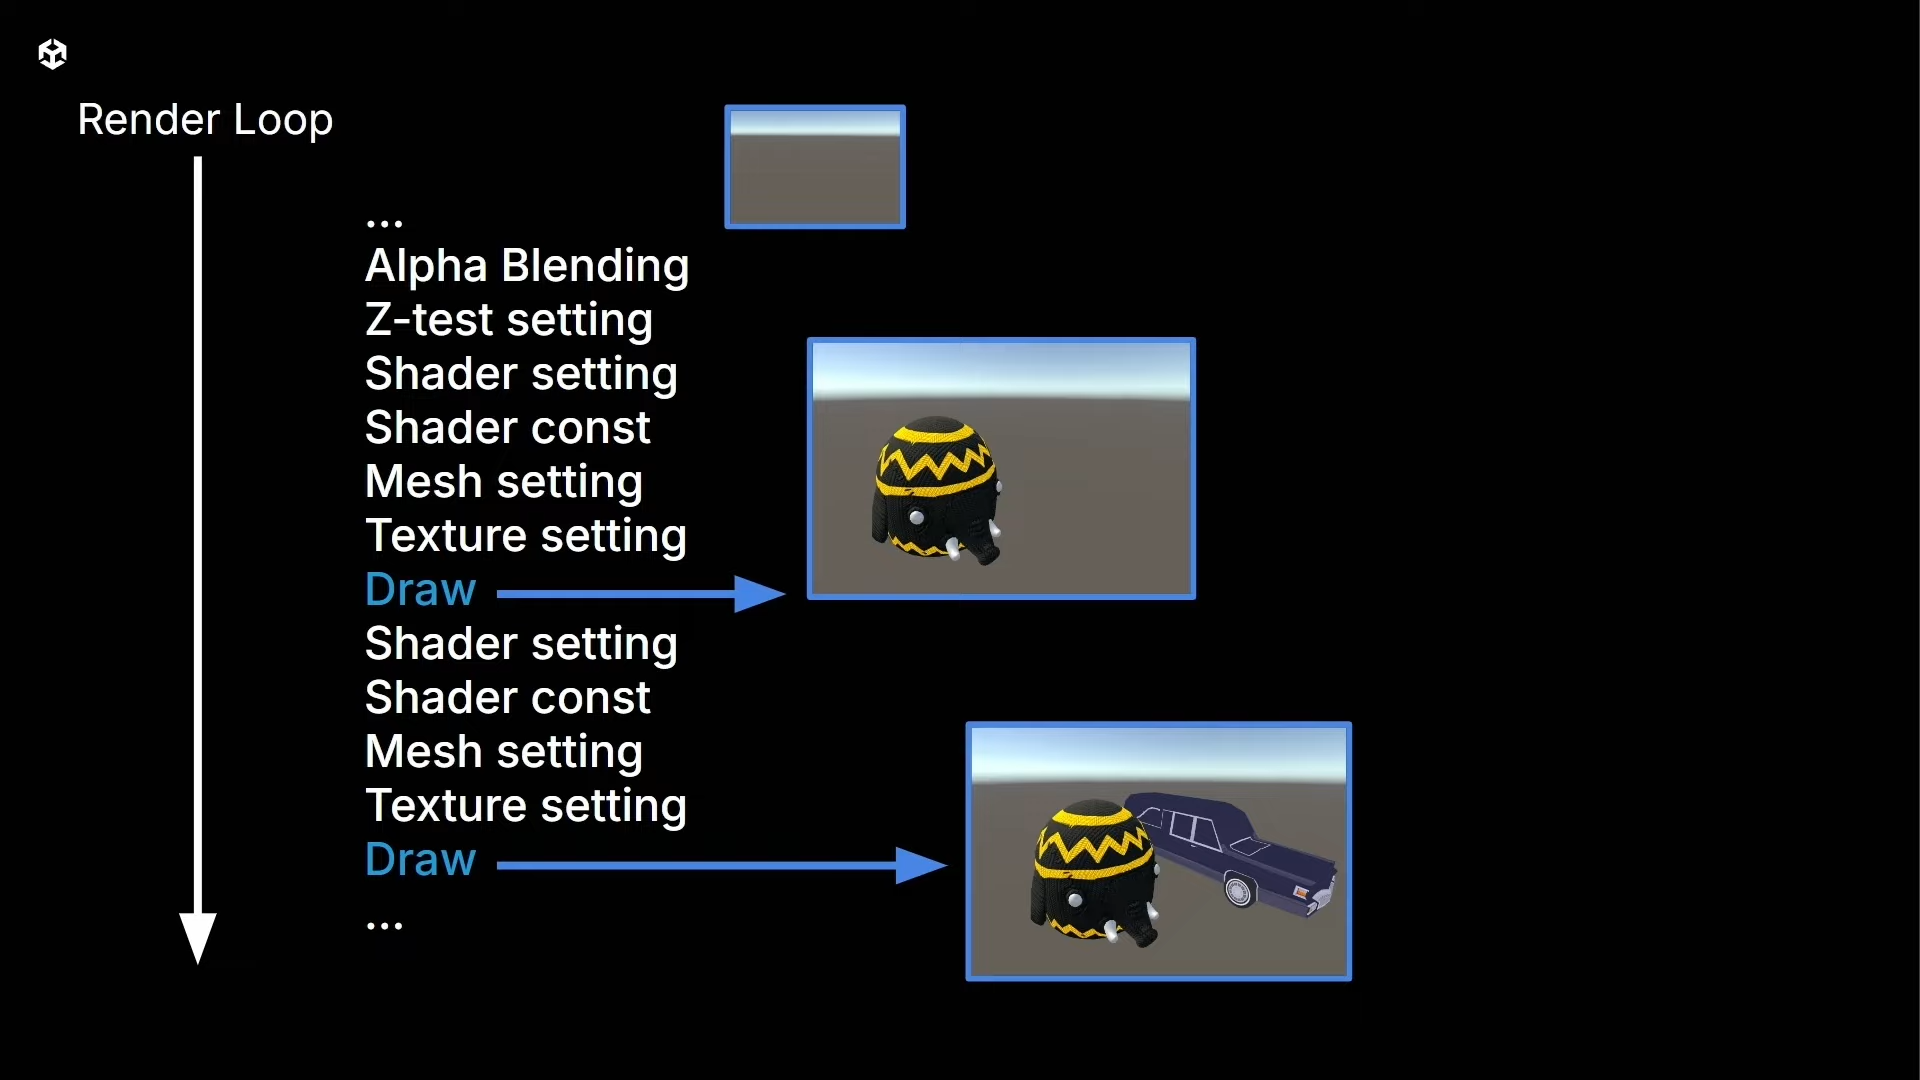 Render Loop
...
Alpha Blending
Z-test setting
Shader setting
Shader const
Mesh setting
Texture setting
Draw
Shader setting
Shader const
Mesh setting
Texture setting
Draw
...